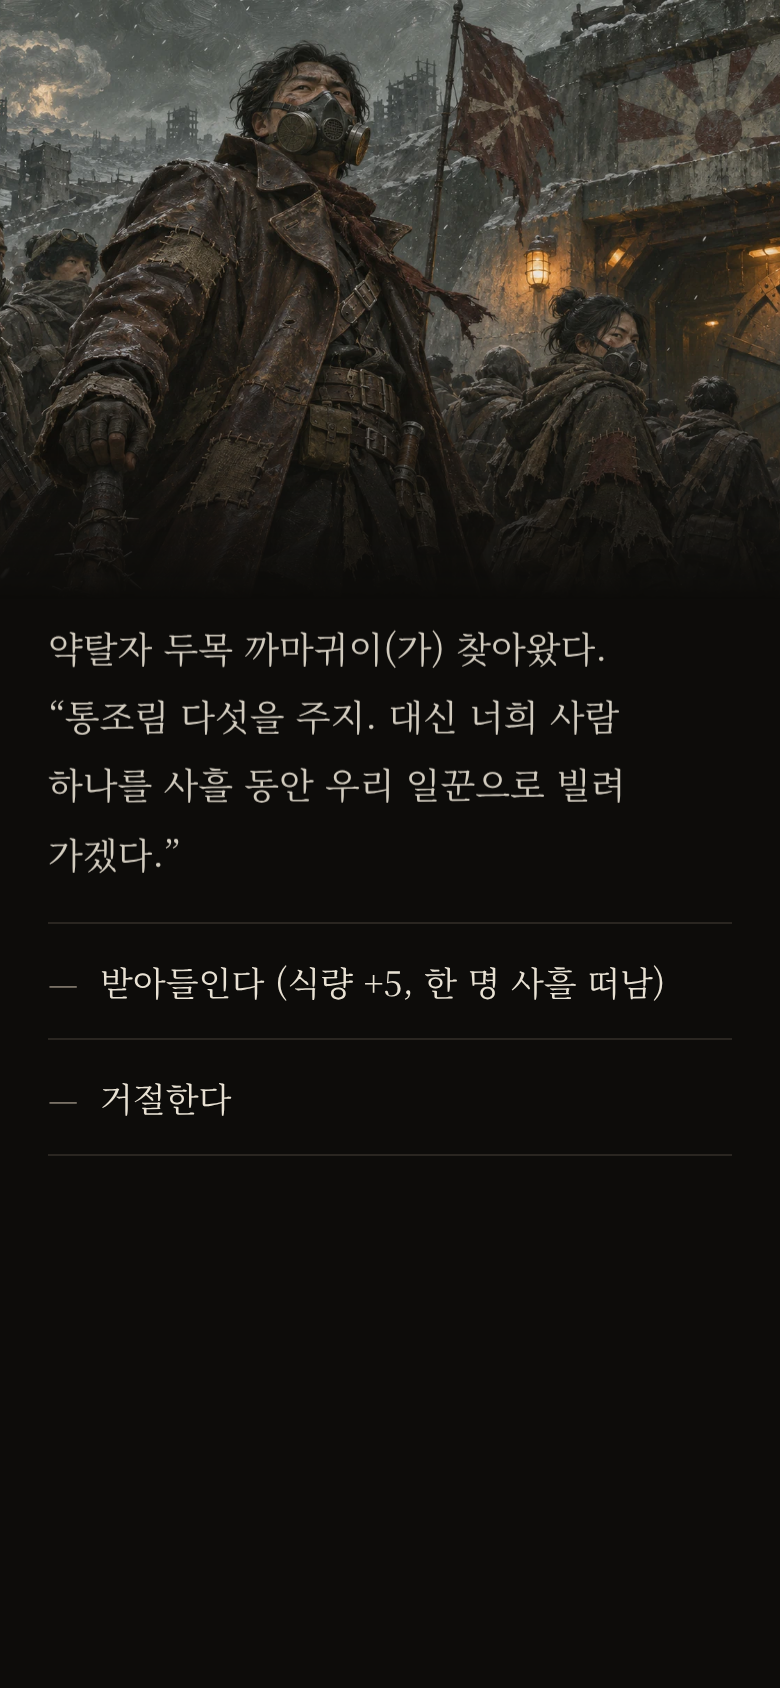 약탈자 두목 까마귀이(가) 찾아왔다.
“통조림 다섯을 주지. 대신 너희 사람
하나를 사흘 동안 우리 일꾼으로 빌려
가겠다.”
— 받아들인다 (식량 +5, 한 명 사흘 떠남)
— 거절한다